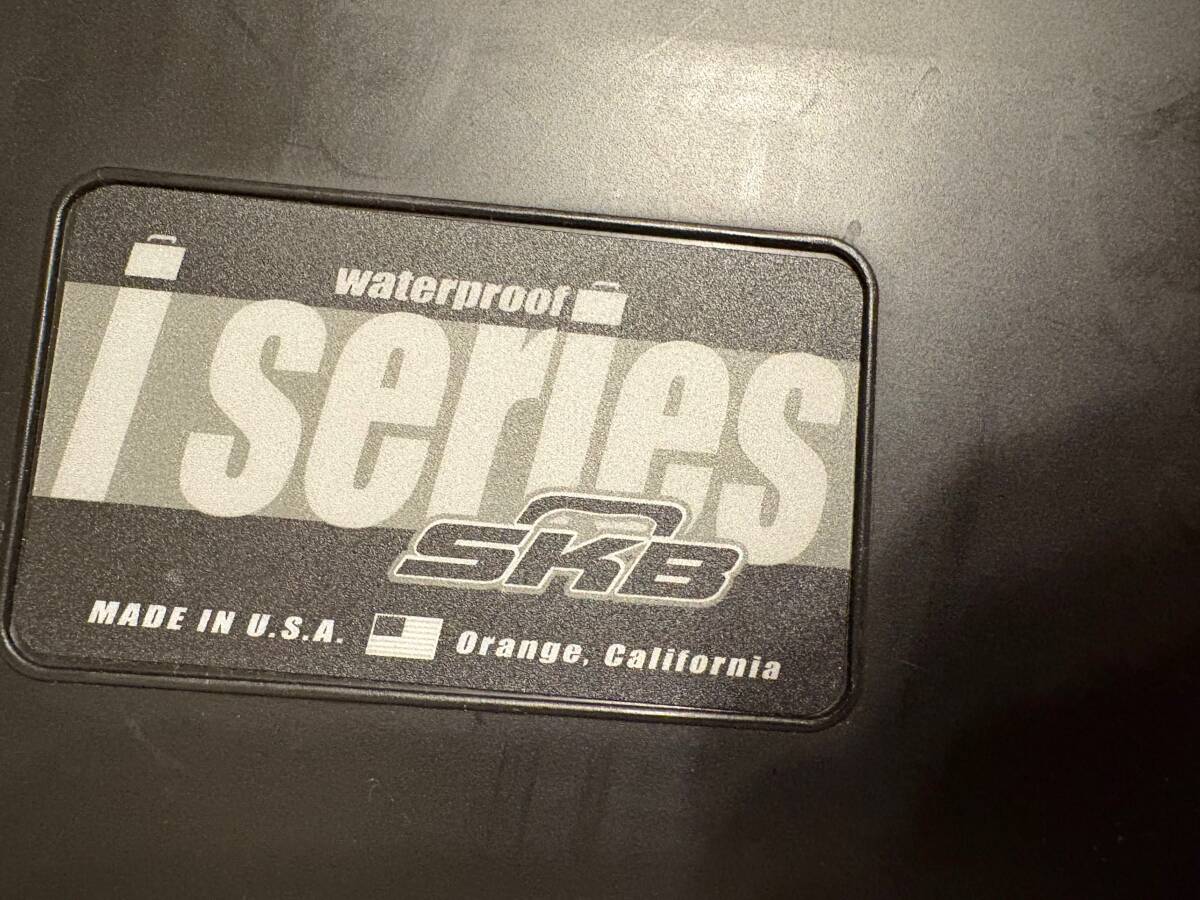 waterproof
i series
SKB
MADE IN U.S.A. Orange, California